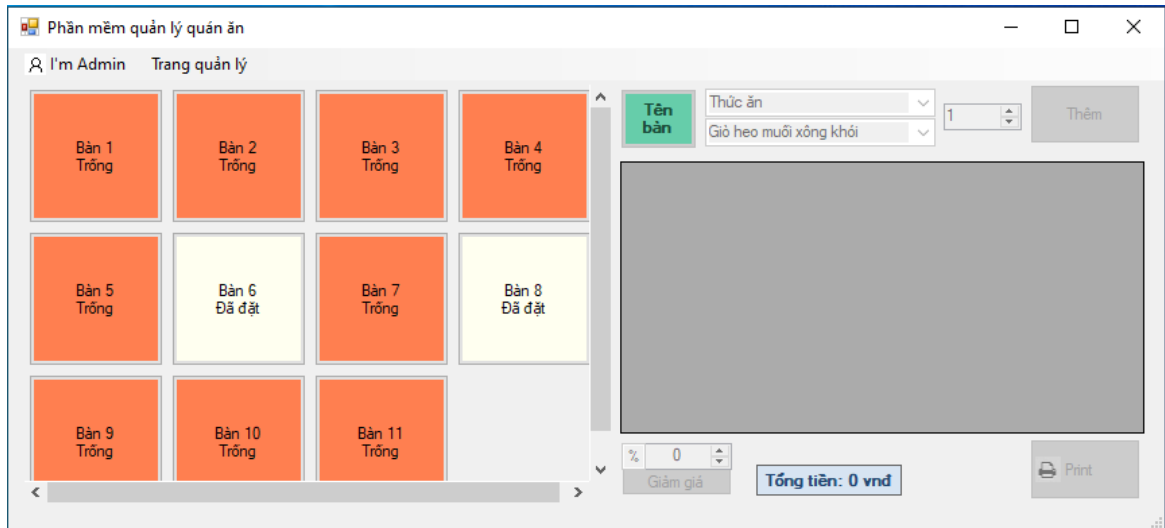 Phần mềm quản lý quán ăn
I'm Admin Trang quản lý
Bàn 1
Trống
Bàn 2
Trống
Bàn 3
Trống
Bàn 4
Trống
Bàn 5
Trống
Bàn 6
Đã đặt
Bàn 7
Trống
Bàn 8
Đã đặt
Bàn 9
Trống
Bàn 10
Trống
Bàn 11
Trống
Tên
bàn
Thức ăn
Giò heo muối xông khói
1
Thêm
% 0
Giảm giá
Tổng tiền: 0 vnđ
Print